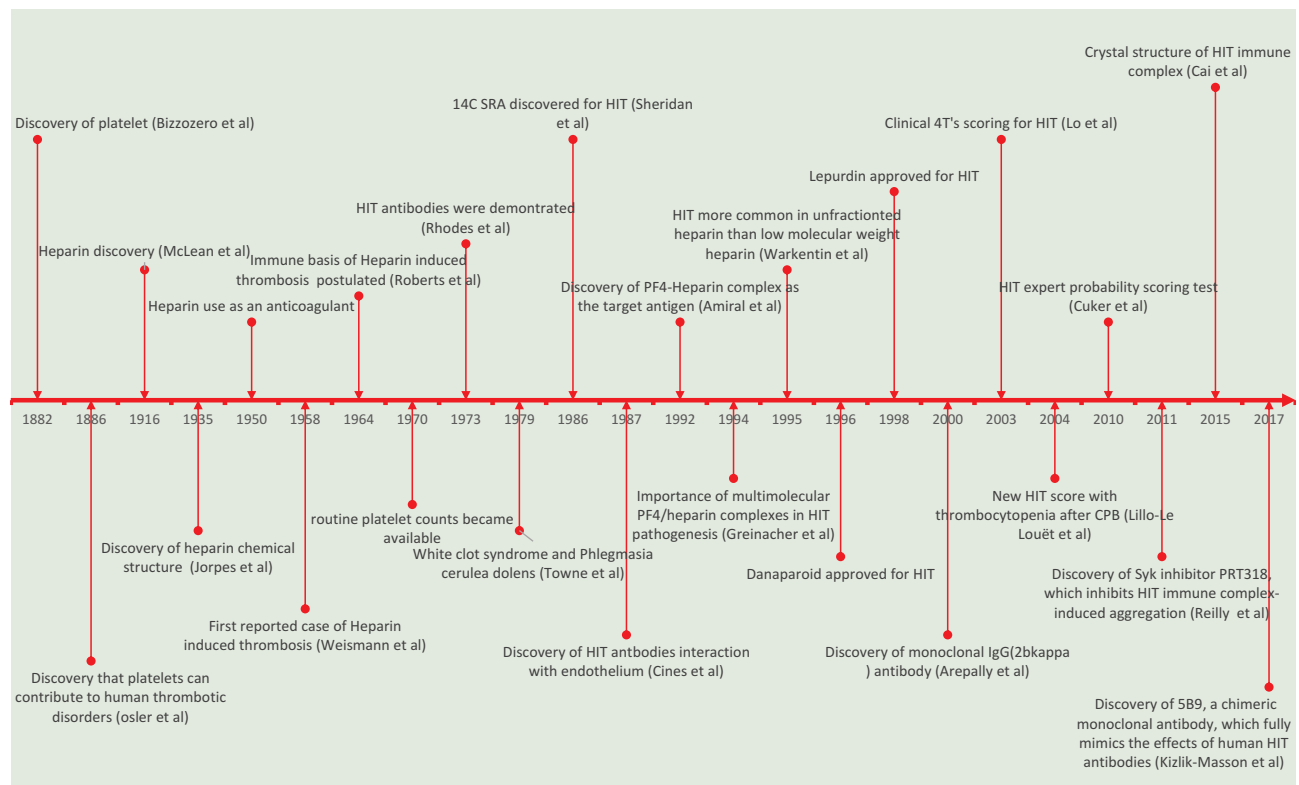 Crystal structure of HIT immune
complex (Cai et al)
14C SRA discovered for HIT (Sheridan
et al)
Discovery of platelet (Bizzozero et al)
Clinical 4T's scoring for HIT (Lo et al)
Lepurdin approved for HIT
HIT antibodies were demontrated
(Rhodes et al)
HIT more common in unfractionted
heparin than low molecular weight
heparin (Warkentin et al)
Heparin discovery (McLean et al)
Immune basis of Heparin induced
thrombosis postulated (Roberts et al)
Discovery of PF4-Heparin complex as
the target antigen (Amiral et al)
HIT expert probability scoring test
(Cuker et al)
Heparin use as an anticoagulant
1882 1886 1916 1935 1950 1958 1964 1970 1973 1979 1986 1987 1992 1994 1995 1996 1998 2000 2003 2004 2010 2011 2015 2017
Importance of multimolecular
PF4/heparin complexes in HIT
pathogenesis (Greinacher et al)
New HIT score with
thrombocytopenia after CPB (Lillo-Le
Louët et al)
routine platelet counts became
available
Discovery of heparin chemical
structure (Jorpes et al)
White clot syndrome and Phlegmasia
cerulea dolens (Towne et al)
Danaparoid approved for HIT
Discovery of Syk inhibitor PRT318,
which inhibits HIT immune complex-
induced aggregation (Reilly et al)
First reported case of Heparin
induced thrombosis (Weismann et al)
Discovery of HIT antibodies interaction
with endothelium (Cines et al)
Discovery of monoclonal IgG(2bkappa
) antibody (Arepally et al)
Discovery that platelets can
contribute to human thrombotic
disorders (osler et al)
Discovery of 5B9, a chimeric
monoclonal antibody, which fully
mimics the effects of human HIT
antibodies (Kizlik-Masson et al)